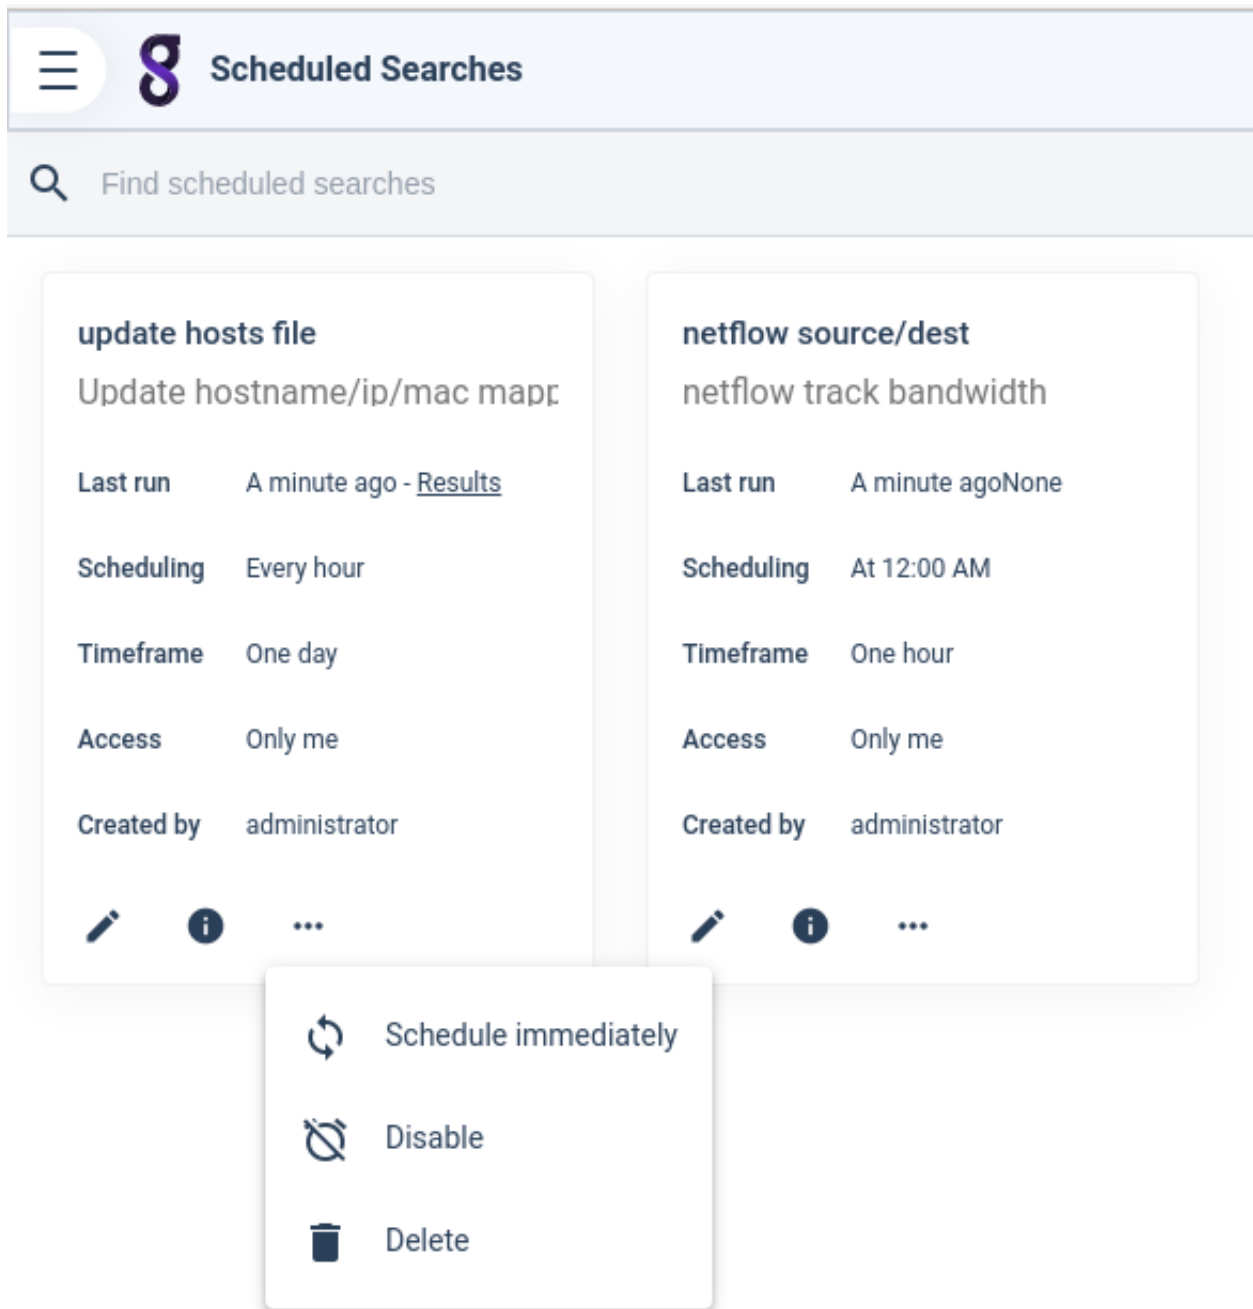 Scheduled Searches
Find scheduled searches
update hosts file
Update hostname/ip/mac mapp
Last run A minute ago - Results
Scheduling Every hour
Timeframe One day
Access Only me
Created by administrator
netflow source/dest
netflow track bandwidth
Last run A minute agoNone
Scheduling At 12:00 AM
Timeframe One hour
Access Only me
Created by administrator
Schedule immediately
Disable
Delete